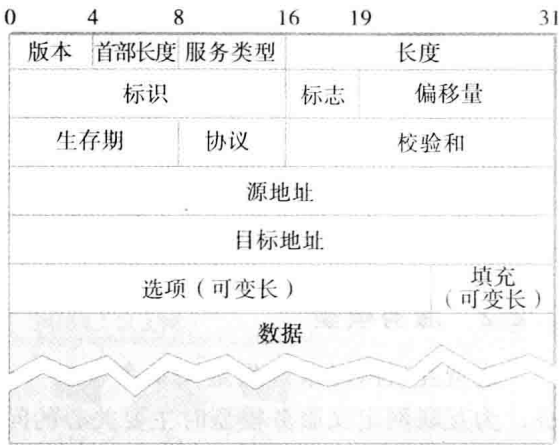 0 4 8 16 19 31
版本 首部长度 服务类型 长度
标识 标志 偏移量
生存期 协议 校验和
源地址
目标地址
选项（可变长） 填充
（可变长）
数据